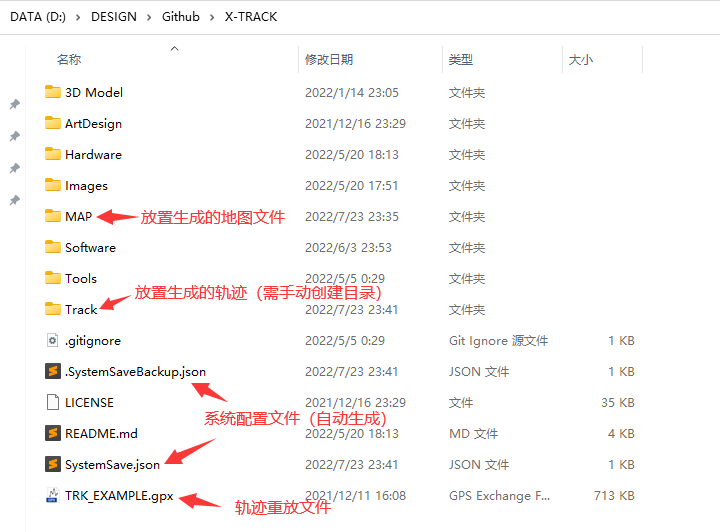 DATA (D:) > DESIGN > Github > X-TRACK
名称 修改日期 类型 大小
3D Model 2022/1/14 23:05 文件夹
ArtDesign 2021/12/16 23:29 文件夹
Hardware 2022/5/20 18:13 文件夹
Images 2022/5/20 17:51 文件夹
MAP 放置生成的地图文件 2022/7/23 23:35 文件夹
Software 2022/6/3 23:53 文件夹
Tools 2022/5/5 0:29 文件夹
放置生成的轨迹（需手动创建目录）
Track 2022/7/23 23:41 文件夹
.gitignore 2022/5/5 0:29 Git Ignore 源文件 1 KB
.SystemSaveBackup.json 2022/7/23 23:41 JSON 文件 1 KB
LICENSE 2021/12/16 23:29 文件 35 KB
系统配置文件（自动生成）
README.md 2022/5/20 18:13 MD 文件 4 KB
SystemSave.json 2022/7/23 23:41 JSON 文件 1 KB
TRK_EXAMPLE.gpx 2021/12/11 16:08 GPS Exchange F... 713 KB
轨迹重放文件